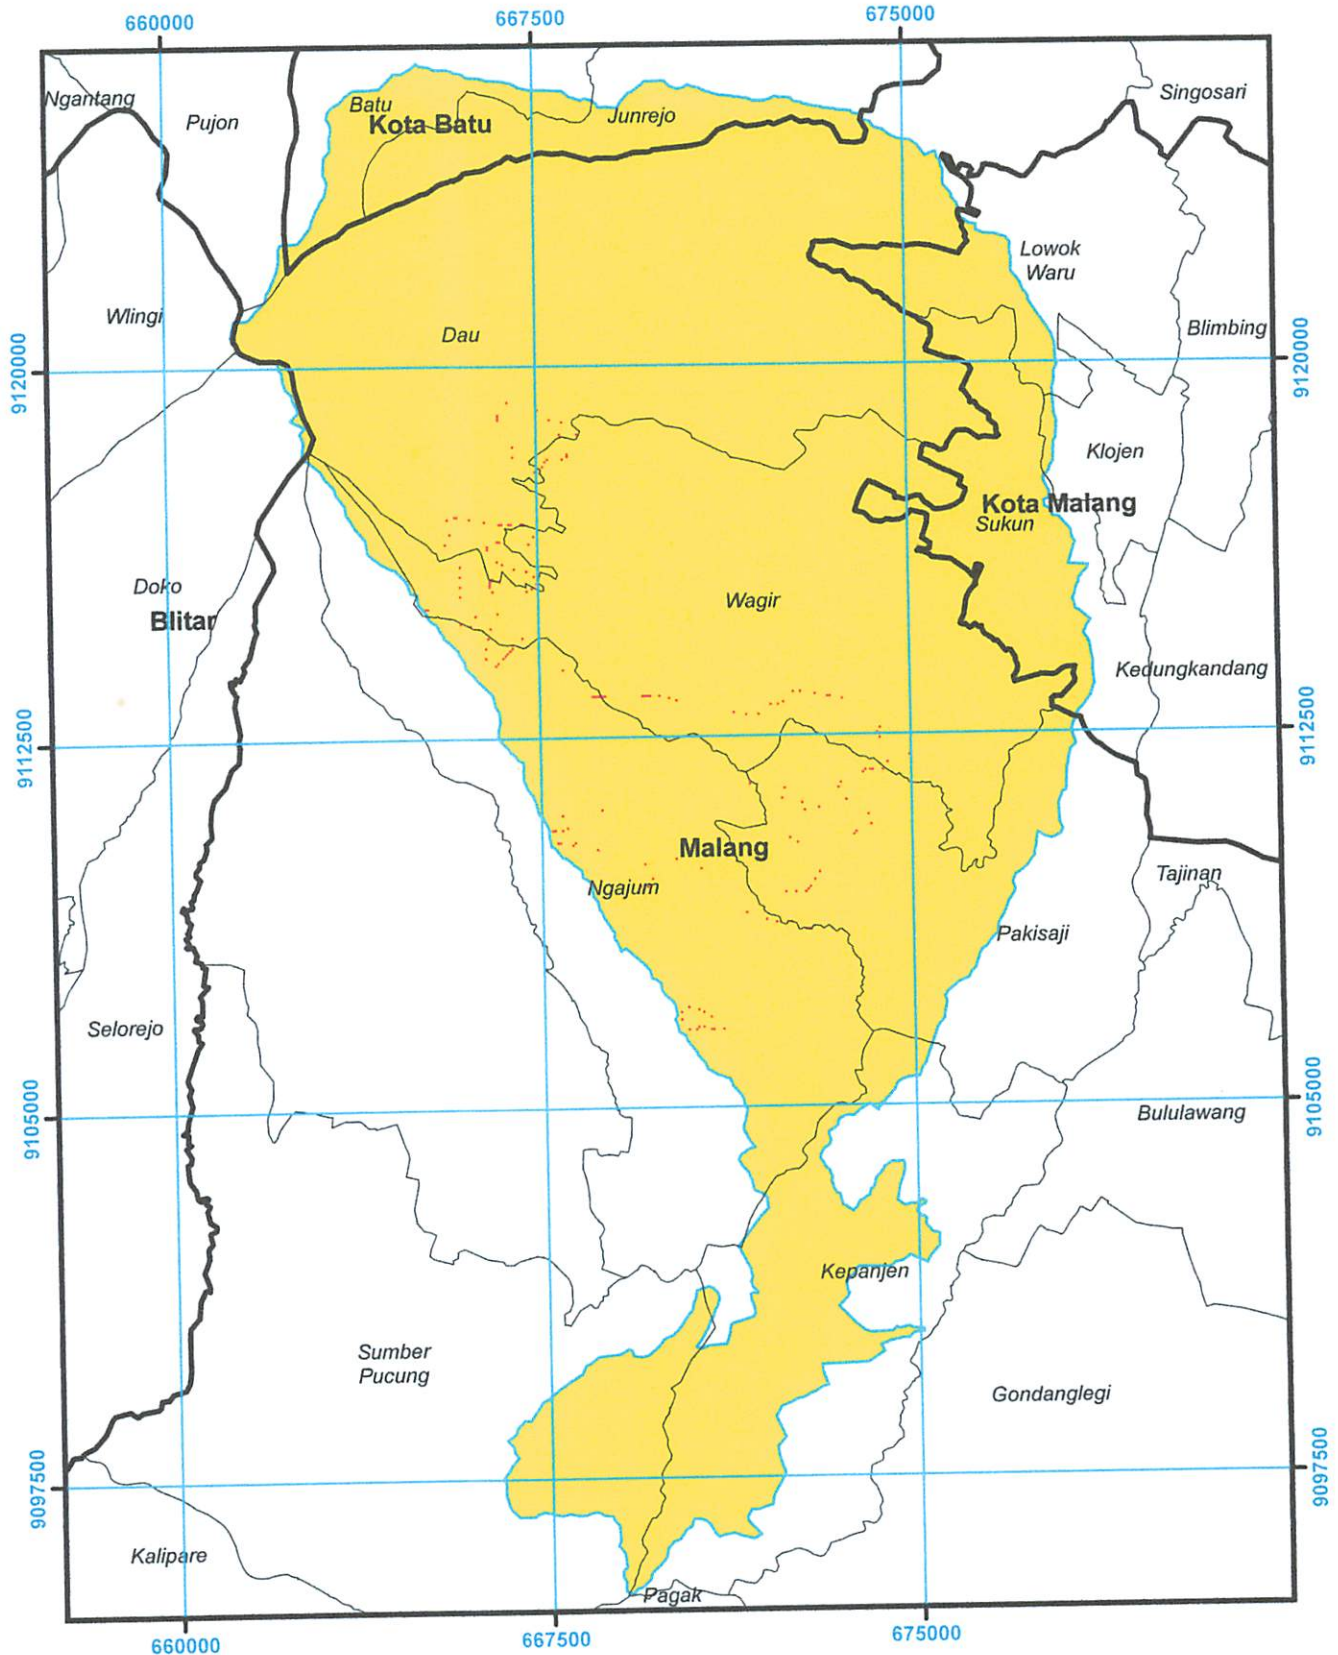 660000
667500
675000
Ngantang
Pujon
Batu
Kota Batu
Junrejo
Singosari
Lowok
Waru
Wlingi
Dau
Blimbing
9120000
9120000
Klojen
Kota Malang
Sukun
Doko
Blitar
Wagir
Kedungkandang
9112500
9112500
Malang
Ngajum
Tajinan
Pakisaji
Selorejo
9105000
9105000
Bululawang
Kepanjen
Sumber
Pucung
Gondanglegi
9097500
9097500
Kalipare
Pagak
660000
667500
675000